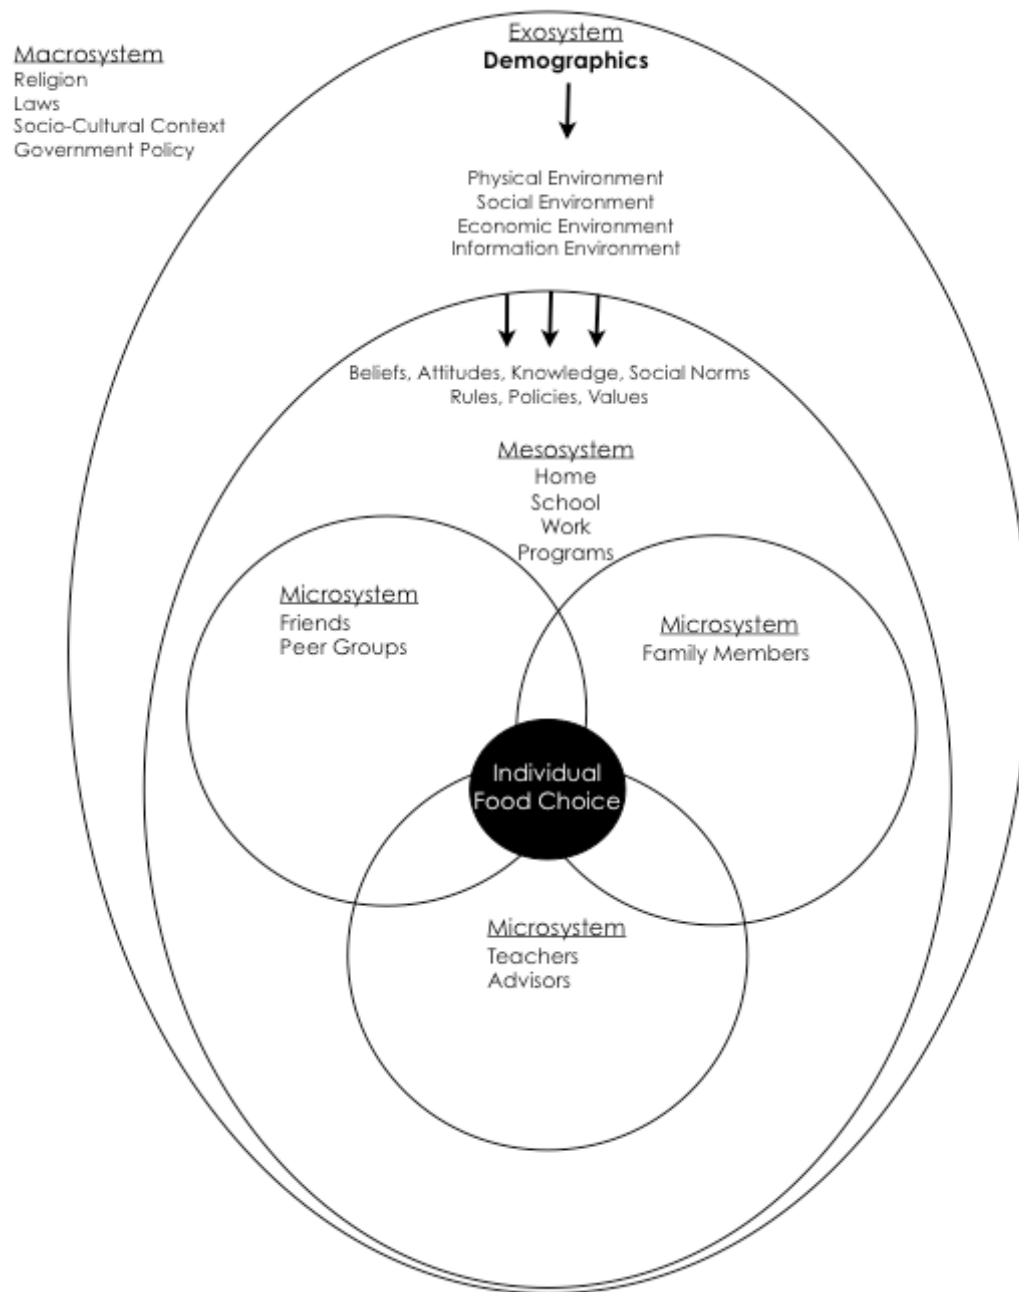 Macrosystem
Religion
Laws
Socio-Cultural Context
Government Policy
Exosystem
Demographics
Physical Environment
Social Environment
Economic Environment
Information Environment
Beliefs, Attitudes, Knowledge, Social Norms
Rules, Policies, Values
Mesosystem
Home
School
Work
Programs
Microsystem
Friends
Peer Groups
Microsystem
Family Members
Individual
Food Choice
Microsystem
Teachers
Advisors